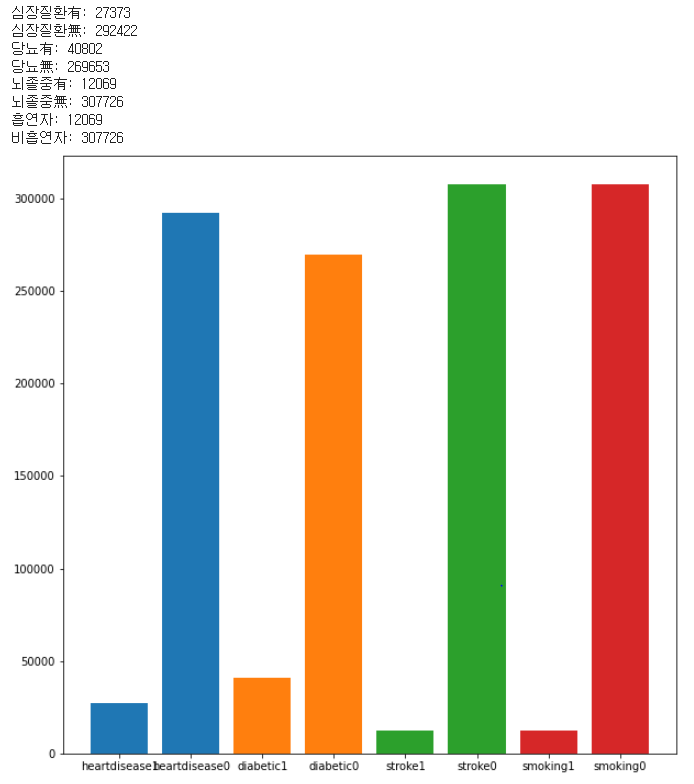 심장질환有: 27373
심장질환無: 292422
당뇨有: 40802
당뇨無: 269653
뇌졸중有: 12069
뇌졸중無: 307726
흡연자: 12069
비흡연자: 307726
300000
250000
200000
150000
100000
50000
0
heartdisease1 heartdisease0 diabetic1 diabetic0 stroke1 stroke0 smoking1 smoking0